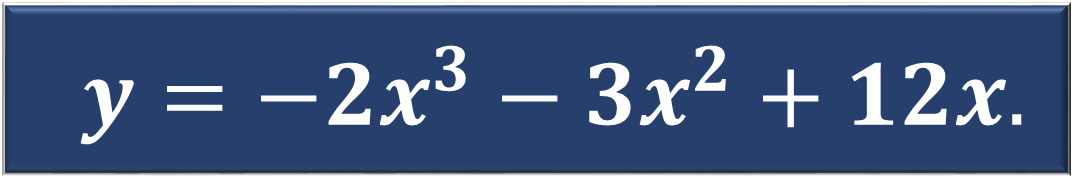 y = −2x³ − 3x² + 12x.